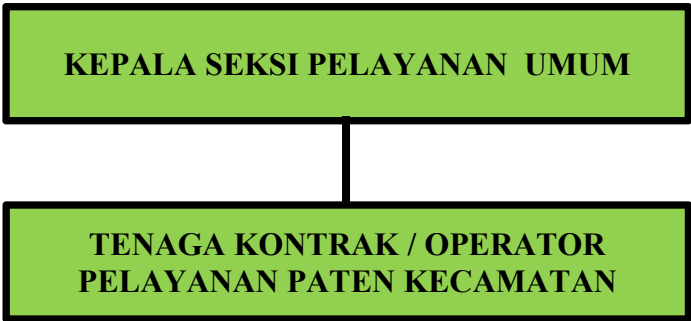 KEPALA SEKSI PELAYANAN UMUM
TENAGA KONTRAK / OPERATOR
PELAYANAN PATEN KECAMATAN